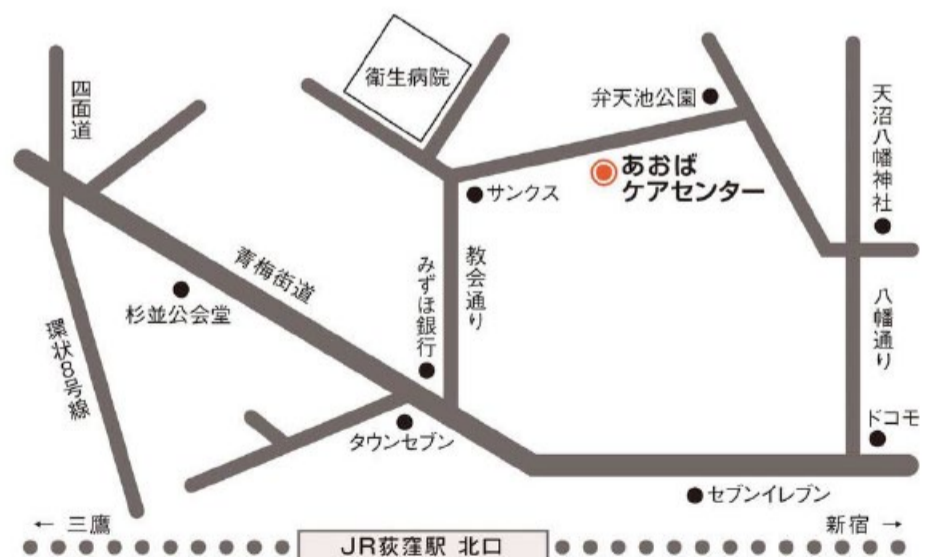 衛生病院
四面道
弁天池公園
天沼八幡神社
あおば
ケアセンター
サンクス
教会通り
青梅街道
みずほ銀行
杉並公会堂
八幡通り
環状8号線
ドコモ
タウンセブン
セブンイレブン
← 三鷹
新宿 →
JR荻窪駅 北口